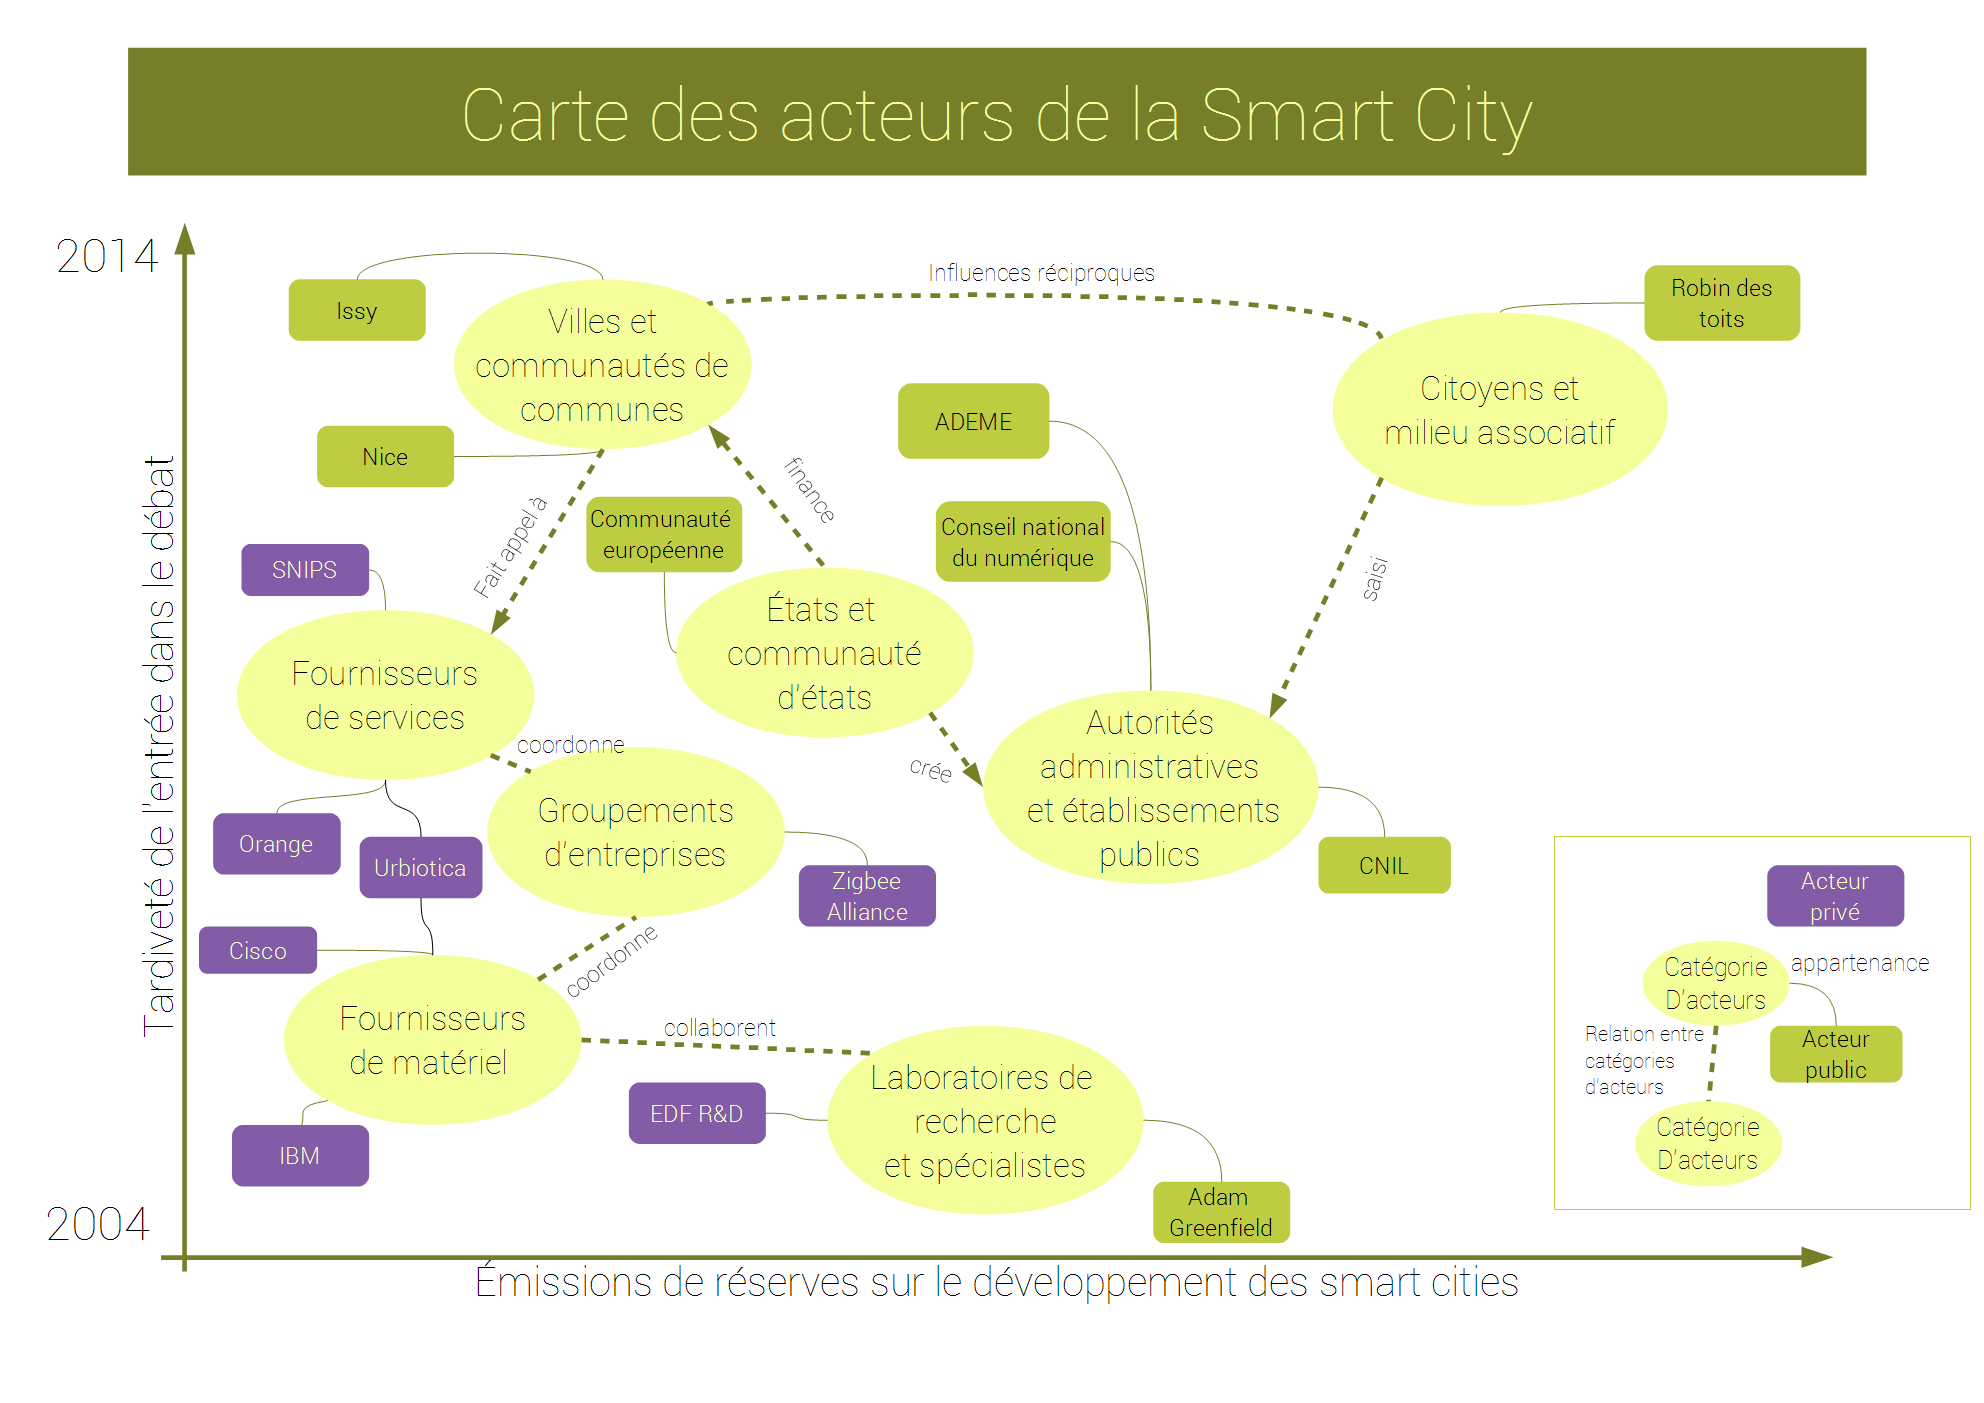 Carte des acteurs de la Smart City
2014
Tardiveté de l'entrée dans le débat
2004
Émissions de réserves sur le développement des smart cities
Issy
Villes et
communautés de
communes
Influences réciproques
Robin des
toits
Citoyens et
milieu associatif
Nice
ADEME
finance
Fait appel à
Communauté
européenne
Conseil national
du numérique
saisi
SNIPS
États et
communauté
d'états
Fournisseurs
de services
coordonne
crée
Autorités
administratives
et établissements
publics
Groupements
d'entreprises
Orange
Urbiotica
Zigbee
Alliance
CNIL
Cisco
coordonne
Fournisseurs
de matériel
collaborent
Laboratoires de
recherche
et spécialistes
EDF R&D
IBM
Adam
Greenfield
Acteur
privé
Catégorie
D'acteurs
appartenance
Relation entre
catégories
d'acteurs
Acteur
public
Catégorie
D'acteurs